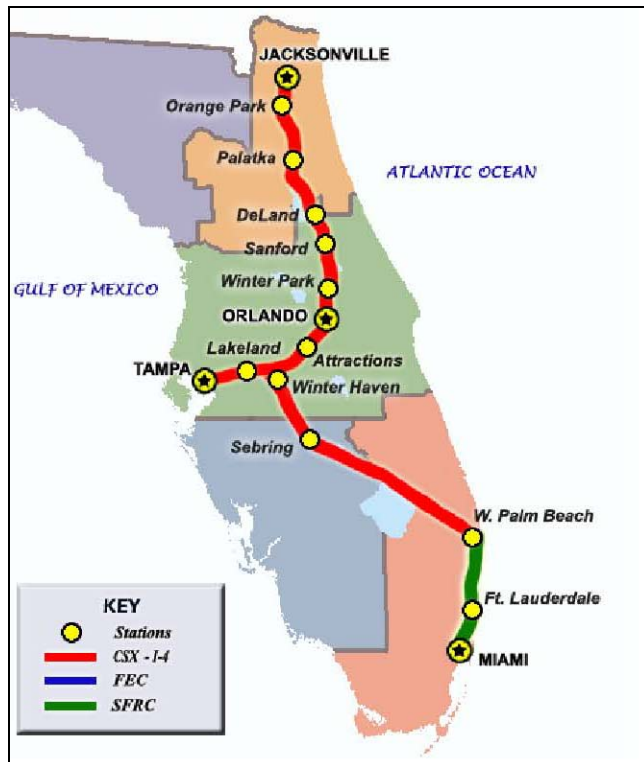 JACKSONVILLE
Orange Park
Palatka
ATLANTIC OCEAN
DeLand
Sanford
GULF OF MEXICO
Winter Park
ORLANDO
Lakeland
Attractions
TAMPA
Winter Haven
Sebring
W. Palm Beach
Ft. Lauderdale
MIAMI
KEY
Stations
CSX - I-4
FEC
SFRC